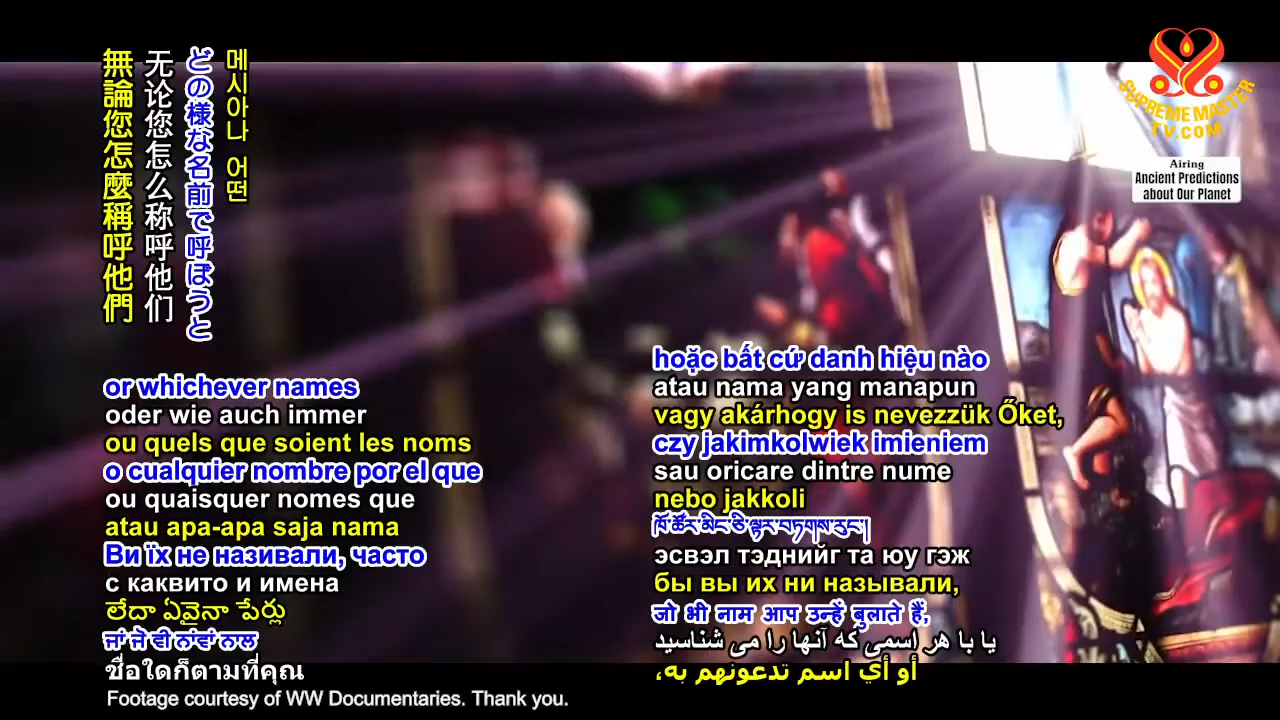 無論您怎麼稱呼他們
无论您怎么称呼他们
どの様な名前で呼ぼうと
메시아나 어떤
SUPREME MASTER
TV.COM
Airing
Ancient Predictions
about Our Planet
or whichever names
oder wie auch immer
ou quels que soient les noms
o cualquier nombre por el que
ou quaisquer nomes que
atau apa-apa saja nama
Ви їх не називали, часто
с каквито и имена
లేదా ఏవైనా పేర్లు
ਜਾਂ ਜੋ ਵੀ ਨਾਂਵਾਂ ਨਾਲ
ชื่อใดก็ตามที่คุณ
hoặc bất cứ danh hiệu nào
atau nama yang manapun
vagy akárhogy is nevezzük Őket,
czy jakimkolwiek imieniem
sau oricare dintre nume
nebo jakkoli
ཁོ་ཚོར་མིང་ཅི་ལྟར་བཏགས་རུང་།
эсвэл тэднийг та юу гэж
бы вы их ни называли,
जो भी नाम आप उन्हें बुलाते हैं,
یا با هر اسمی که آنها را می شناسید
أو أي اسم تدعونهم به،
Footage courtesy of WW Documentaries. Thank you.